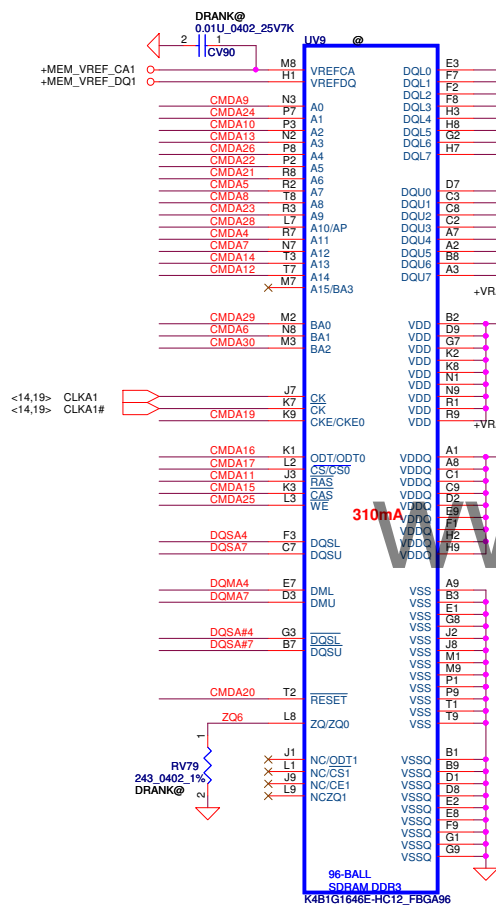 DRANK@
0.01U_0402_25V7K
2 1
CV90
UV9 @
+MEM_VREF_CA1 M8 VREFCA
+MEM_VREF_DQ1 H1 VREFDQ
CMDA9 N3 A0
CMDA24 P7 A1
CMDA10 P3 A2
CMDA13 N2 A3
CMDA26 P8 A4
CMDA22 P2 A5
CMDA21 R8 A6
CMDA5 R2 A7
CMDA8 T8 A8
CMDA23 R3 A9
CMDA28 L7 A10/AP
CMDA4 R7 A11
CMDA7 N7 A12
CMDA14 T3 A13
CMDA12 T7 A14
M7 A15/BA3
CMDA29 M2 BA0
CMDA6 N8 BA1
CMDA30 M3 BA2
<14,19> CLKA1 J7 CK
<14,19> CLKA1# K7 CK
CMDA19 K9 CKE/CKE0
CMDA16 K1 ODT/ODT0
CMDA17 L2 CS/CS0
CMDA11 J3 RAS
CMDA15 K3 CAS
CMDA25 L3 WE
310mA
DQSA4 F3 DQSL
DQSA7 C7 DQSU
DQMA4 E7 DML
DQMA7 D3 DMU
DQSA#4 G3 DQSL
DQSA#7 B7 DQSU
CMDA20 T2 RESET
ZQ6 L8 ZQ/ZQ0
1
RV79
243_0402_1%
DRANK@
2
J1 NC/ODT1
L1 NC/CS1
J9 NC/CE1
L9 NCZQ1
DQL0 E3
DQL1 F7
DQL2 F2
DQL3 F8
DQL4 H3
DQL5 H8
DQL6 G2
DQL7 H7
DQU0 D7
DQU1 C3
DQU2 C8
DQU3 C2
DQU4 A7
DQU5 A2
DQU6 B8
DQU7 A3
VDD B2
VDD D9
VDD G7
VDD K2
VDD K8
VDD N1
VDD N9
VDD R1
VDD R9
VDDQ A1
VDDQ A8
VDDQ C1
VDDQ C9
VDDQ D2
VDDQ E9
VDDQ F1
VDDQ H2
VDDQ H9
VSS A9
VSS B3
VSS E1
VSS G8
VSS J2
VSS J8
VSS M1
VSS M9
VSS P1
VSS P9
VSS T1
VSS T9
VSSQ B1
VSSQ B9
VSSQ D1
VSSQ D8
VSSQ E2
VSSQ E8
VSSQ F9
VSSQ G1
VSSQ G9
96-BALL
SDRAM DDR3
K4B1G1646E-HC12_FBGA96